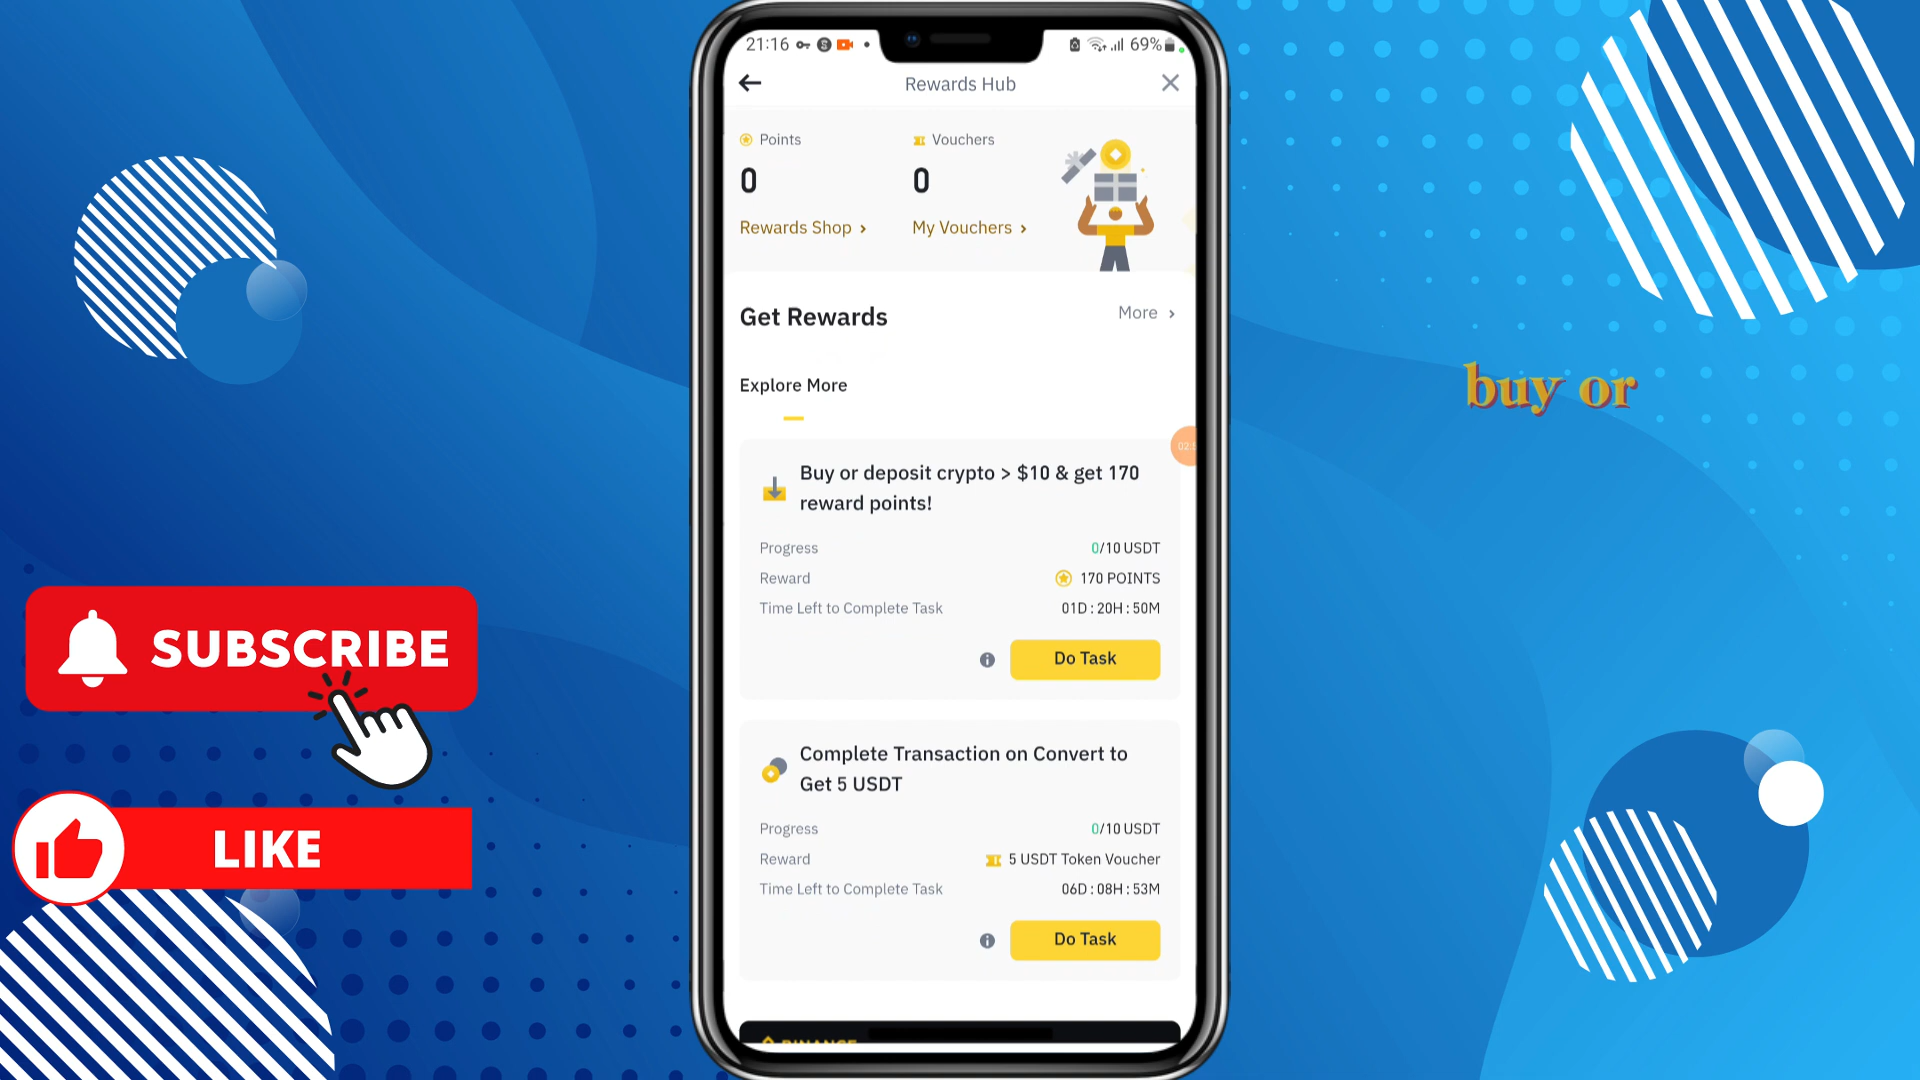 21:16
69%
Rewards Hub
Points
Vouchers
0
0
Rewards Shop
My Vouchers
Get Rewards
More
Explore More
buy or
Buy or deposit crypto > $10 & get 170
reward points!
Progress
0/10 USDT
Reward
170 POINTS
Time Left to Complete Task
01D : 20H : 50M
Do Task
SUBSCRIBE
Complete Transaction on Convert to
Get 5 USDT
Progress
0/10 USDT
Reward
5 USDT Token Voucher
Time Left to Complete Task
06D : 08H : 53M
Do Task
LIKE
BINANCE